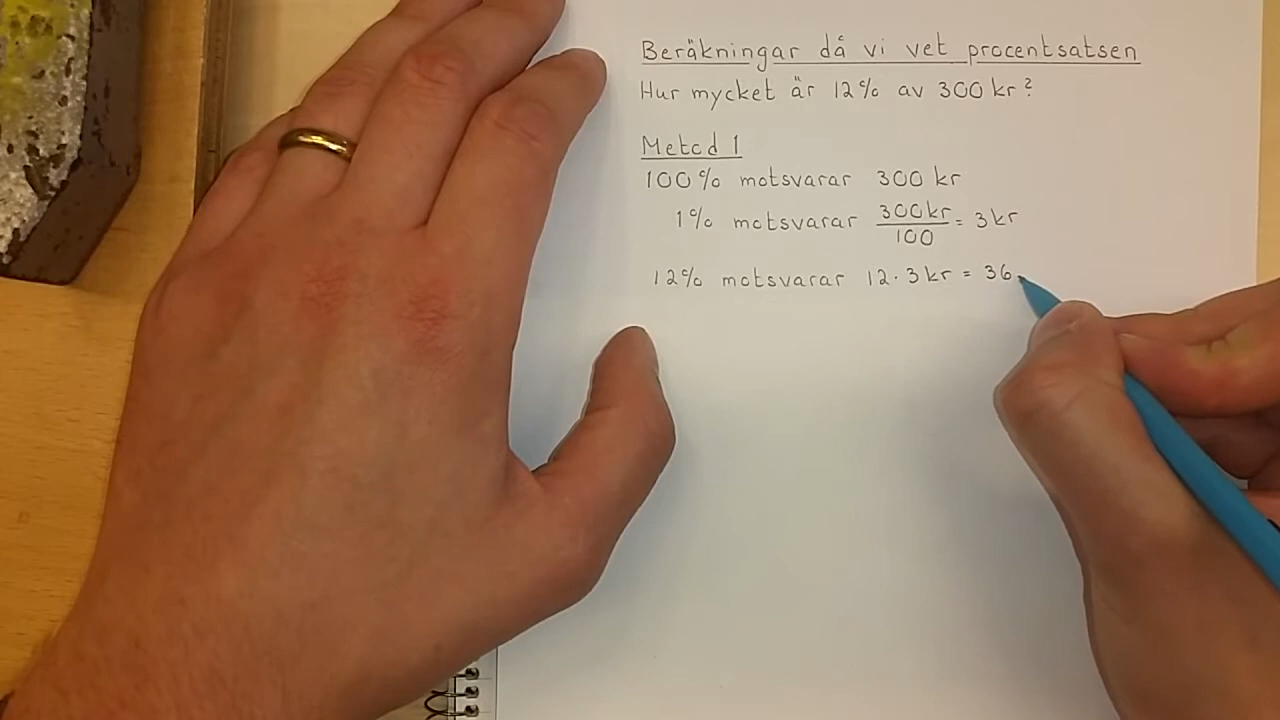 Beräkningar då vi vet procentsatsen
Hur mycket är 12% av 300 kr?
Metod 1
100% motsvarar 300 kr
1% motsvarar 300kr/100 = 3kr
12% motsvarar 12·3kr = 36